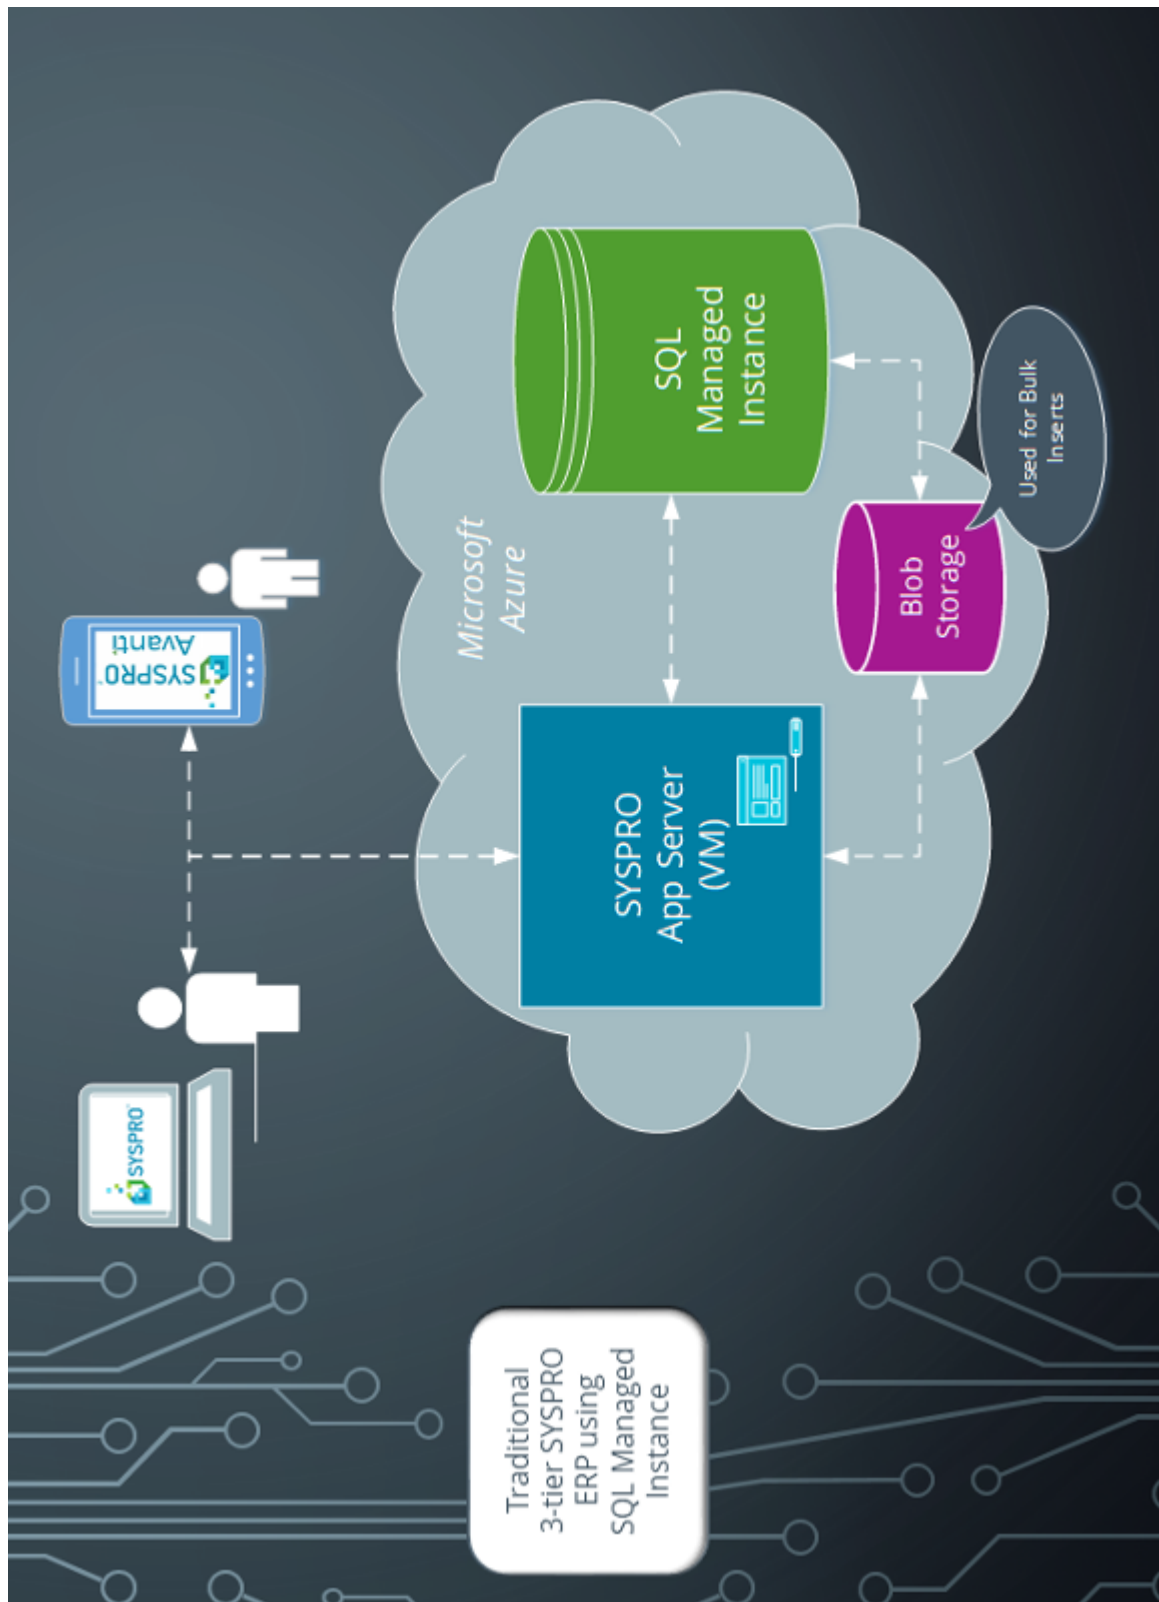 Traditional
3-tier SYSPRO
ERP using
SQL Managed
Instance
SYSPRO
SYSPRO
Avanti
Microsoft
Azure
SYSPRO
App Server
(VM)
SQL
Managed
Instance
Blob
Storage
Used for Bulk
Inserts